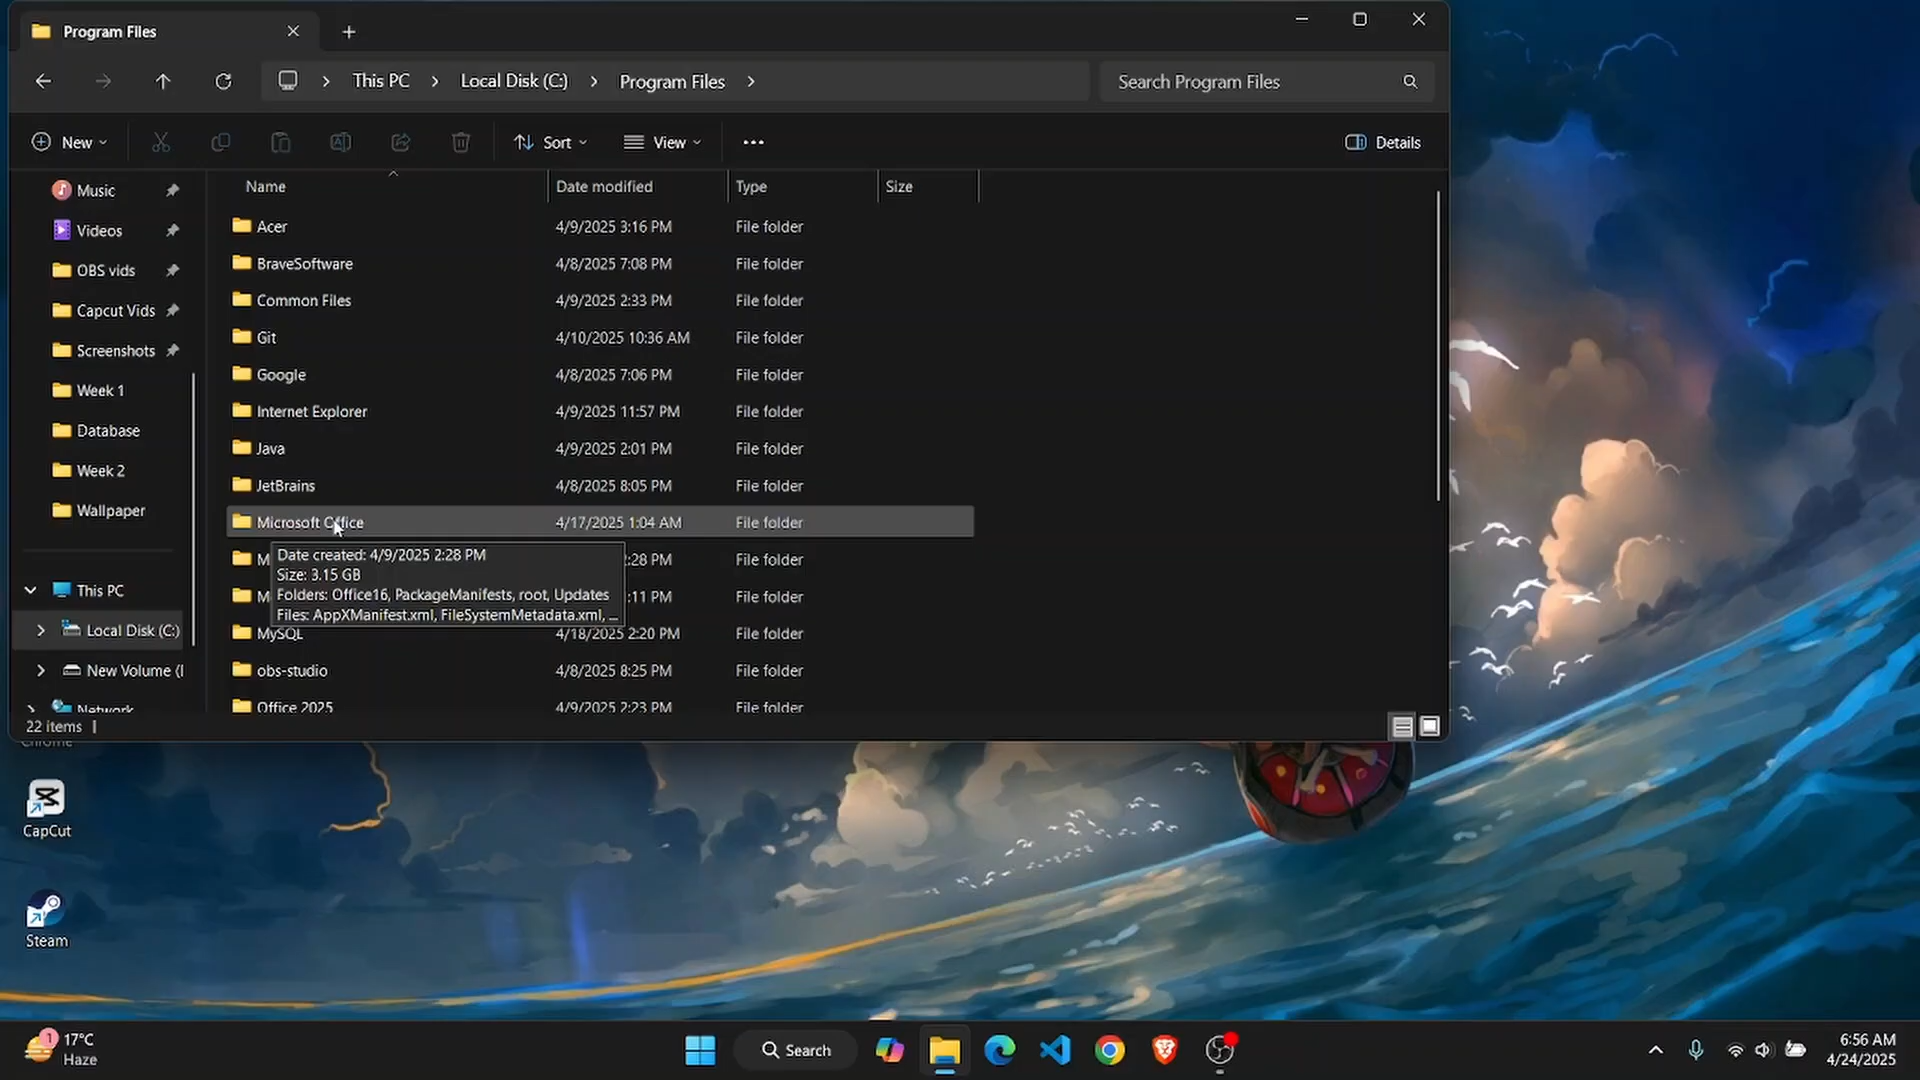 Program Files
This PC
Local Disk (C:)
Program Files
Search Program Files
New
Sort
View
Details
Name
Date modified
Type
Size
Music
Videos
OBS vids
Capcut Vids
Screenshots
Week 1
Database
Week 2
Wallpaper
This PC
Local Disk (C:)
New Volume (
Network
Acer 4/9/2025 3:16 PM File folder
BraveSoftware 4/8/2025 7:08 PM File folder
Common Files 4/9/2025 2:33 PM File folder
Git 4/10/2025 10:36 AM File folder
Google 4/8/2025 7:06 PM File folder
Internet Explorer 4/9/2025 11:57 PM File folder
Java 4/9/2025 2:01 PM File folder
JetBrains 4/8/2025 8:05 PM File folder
Microsoft Office 4/17/2025 1:04 AM File folder
M :28 PM File folder
M :11 PM File folder
Date created: 4/9/2025 2:28 PM
Size: 3.15 GB
Folders: Office16, PackageManifests, root, Updates
Files: AppXManifest.xml, FileSystemMetadata.xml, ...
MySQL 4/18/2025 2:20 PM File folder
obs-studio 4/8/2025 8:25 PM File folder
Office 2025 4/9/2025 2:23 PM File folder
22 items
Chrome
CapCut
Steam
1
17°C
Haze
Search
6:56 AM
4/24/2025